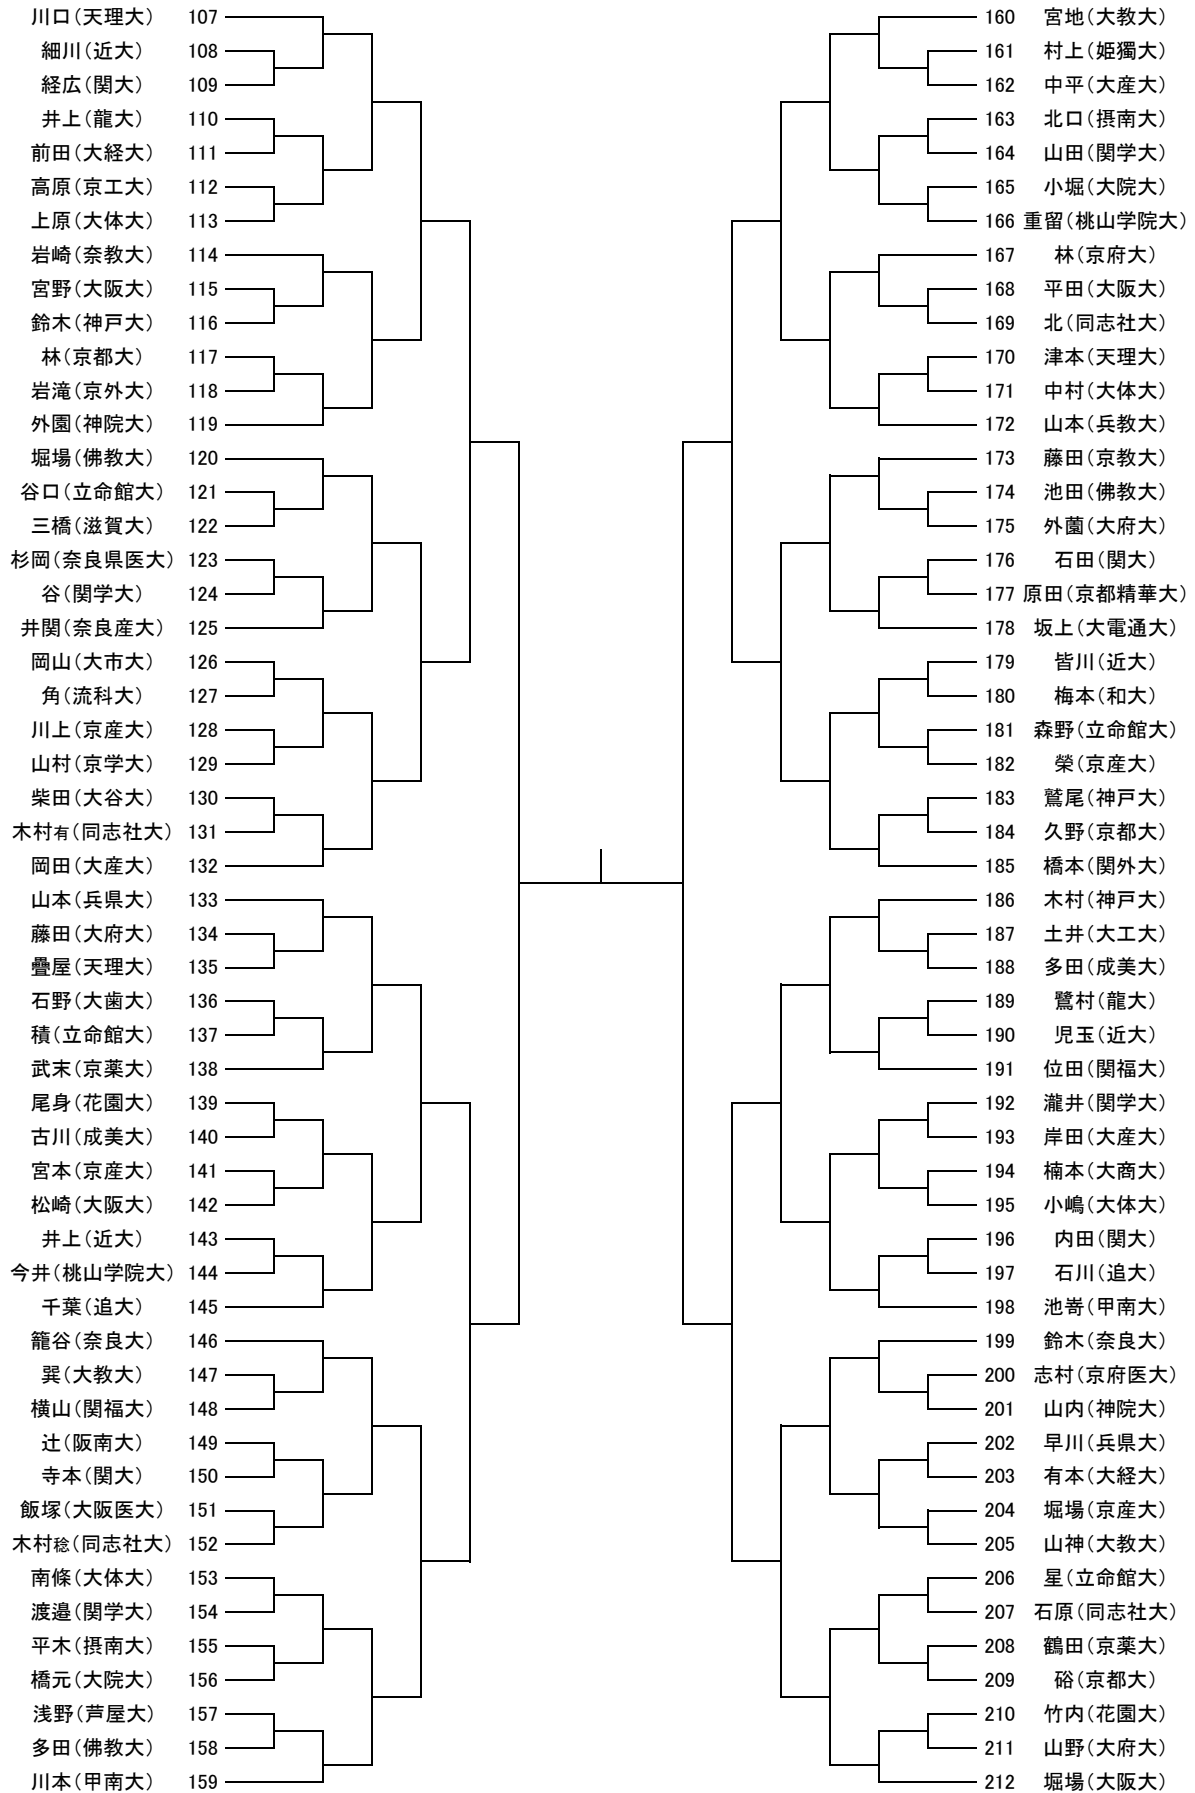 川口（天理大） 107
細川（近大） 108
経広（関大） 109
井上（龍大） 110
前田（大経大） 111
高原（京工大） 112
上原（大体大） 113
岩崎（奈教大） 114
宮野（大阪大） 115
鈴木（神戸大） 116
林（京都大） 117
岩滝（京外大） 118
外園（神院大） 119
堀場（佛教大） 120
谷口（立命館大） 121
三橋（滋賀大） 122
杉岡（奈良県医大） 123
谷（関学大） 124
井関（奈良産大） 125
岡山（大市大） 126
角（流科大） 127
川上（京産大） 128
山村（京学大） 129
柴田（大谷大） 130
木村有（同志社大） 131
岡田（大産大） 132
山本（兵県大） 133
藤田（大府大） 134
疊屋（天理大） 135
石野（大歯大） 136
積（立命館大） 137
武末（京薬大） 138
尾身（花園大） 139
古川（成美大） 140
宮本（京産大） 141
松崎（大阪大） 142
井上（近大） 143
今井（桃山学院大） 144
千葉（追大） 145
籠谷（奈良大） 146
巽（大教大） 147
横山（関福大） 148
辻（阪南大） 149
寺本（関大） 150
飯塚（大阪医大） 151
木村稔（同志社大） 152
南條（大体大） 153
渡邉（関学大） 154
平木（摂南大） 155
橋元（大院大） 156
浅野（芦屋大） 157
多田（佛教大） 158
川本（甲南大） 159
160 宮地（大教大）
161 村上（姫獨大）
162 中平（大産大）
163 北口（摂南大）
164 山田（関学大）
165 小堀（大院大）
166 重留（桃山学院大）
167 林（京府大）
168 平田（大阪大）
169 北（同志社大）
170 津本（天理大）
171 中村（大体大）
172 山本（兵教大）
173 藤田（京教大）
174 池田（佛教大）
175 外薗（大府大）
176 石田（関大）
177 原田（京都精華大）
178 坂上（大電通大）
179 皆川（近大）
180 梅本（和大）
181 森野（立命館大）
182 榮（京産大）
183 鷲尾（神戸大）
184 久野（京都大）
185 橋本（関外大）
186 木村（神戸大）
187 土井（大工大）
188 多田（成美大）
189 鷺村（龍大）
190 児玉（近大）
191 位田（関福大）
192 瀧井（関学大）
193 岸田（大産大）
194 楠本（大商大）
195 小嶋（大体大）
196 内田（関大）
197 石川（追大）
198 池嵜（甲南大）
199 鈴木（奈良大）
200 志村（京府医大）
201 山内（神院大）
202 早川（兵県大）
203 有本（大経大）
204 堀場（京産大）
205 山神（大教大）
206 星（立命館大）
207 石原（同志社大）
208 鶴田（京薬大）
209 硲（京都大）
210 竹内（花園大）
211 山野（大府大）
212 堀場（大阪大）